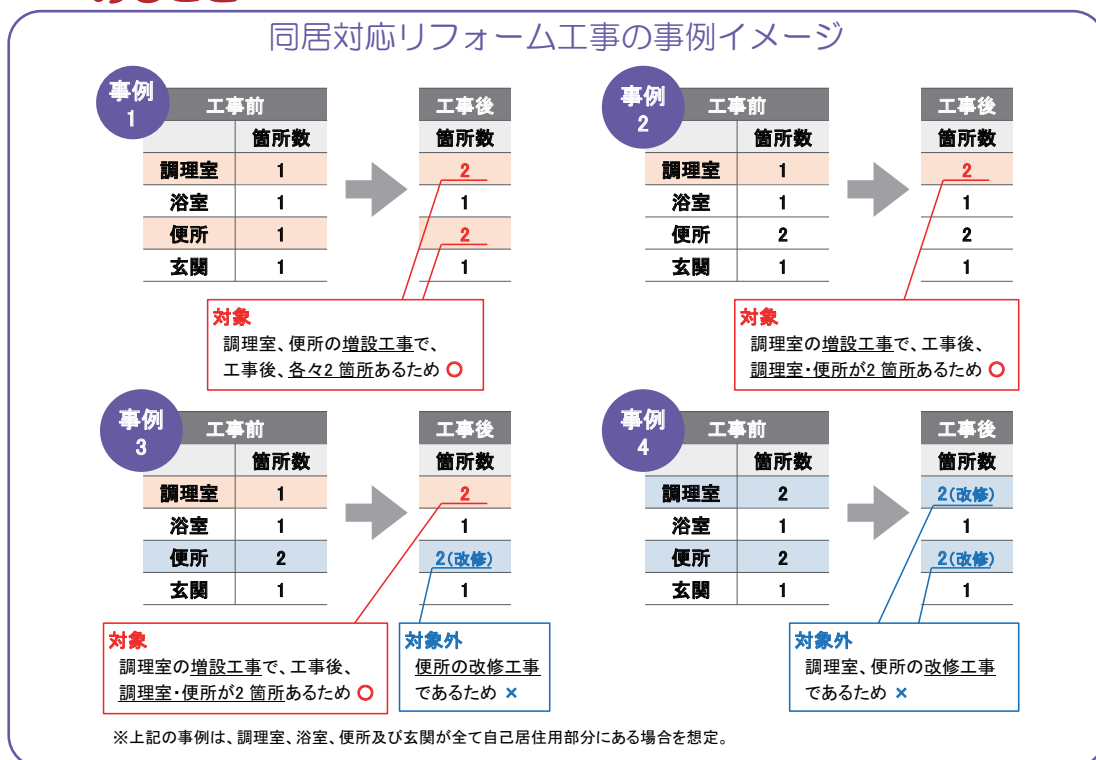 同居対応リフォーム工事の事例イメージ
事例
1
工事前
工事後
箇所数
箇所数
調理室 1 2
浴室 1 1
便所 1 2
玄関 1 1
対象
調理室、便所の増設工事で、
工事後、各々2 箇所あるため ○
事例
2
工事前
工事後
箇所数
箇所数
調理室 1 2
浴室 1 1
便所 2 2
玄関 1 1
対象
調理室の増設工事で、工事後、
調理室・便所が2 箇所あるため ○
事例
3
工事前
工事後
箇所数
箇所数
調理室 1 2
浴室 1 1
便所 2 2(改修)
玄関 1 1
対象
調理室の増設工事で、工事後、
調理室・便所が2 箇所あるため ○
対象外
便所の改修工事
であるため ×
事例
4
工事前
工事後
箇所数
箇所数
調理室 2 2(改修)
浴室 1 1
便所 2 2(改修)
玄関 1 1
対象外
調理室、便所の改修工事
であるため ×
※上記の事例は、調理室、浴室、便所及び玄関が全て自己居住用部分にある場合を想定。